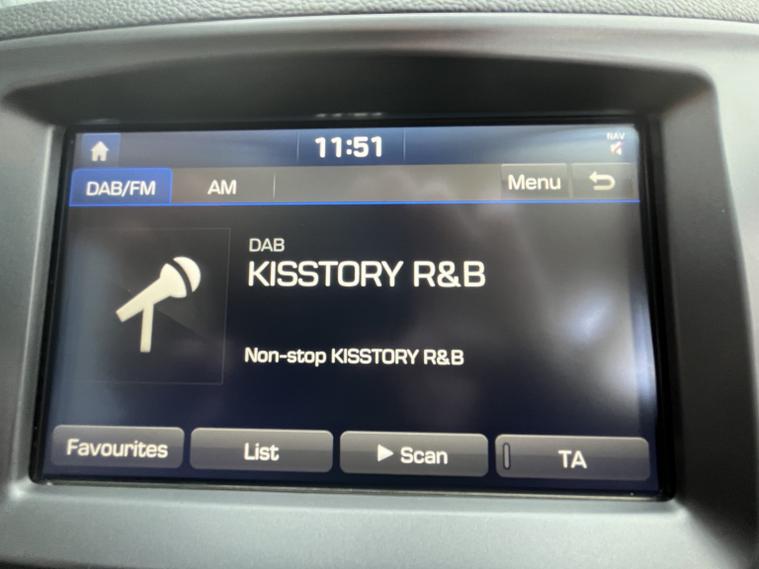 11:51
NAV
DAB/FM AM Menu
DAB
KISSTORY R&B
Non-stop KISSTORY R&B
Favourites List Scan TA